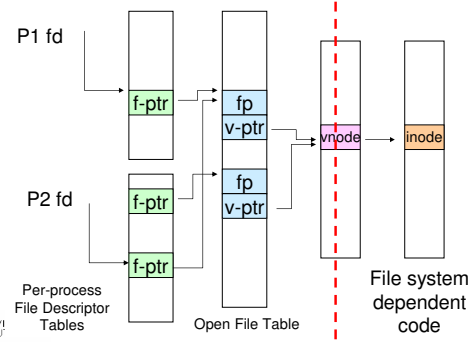 P1 fd
f-ptr
fp
v-ptr
vnode
inode
fp
v-ptr
P2 fd
f-ptr
f-ptr
Per-process
File Descriptor
Tables
Open File Table
File system
dependent
code